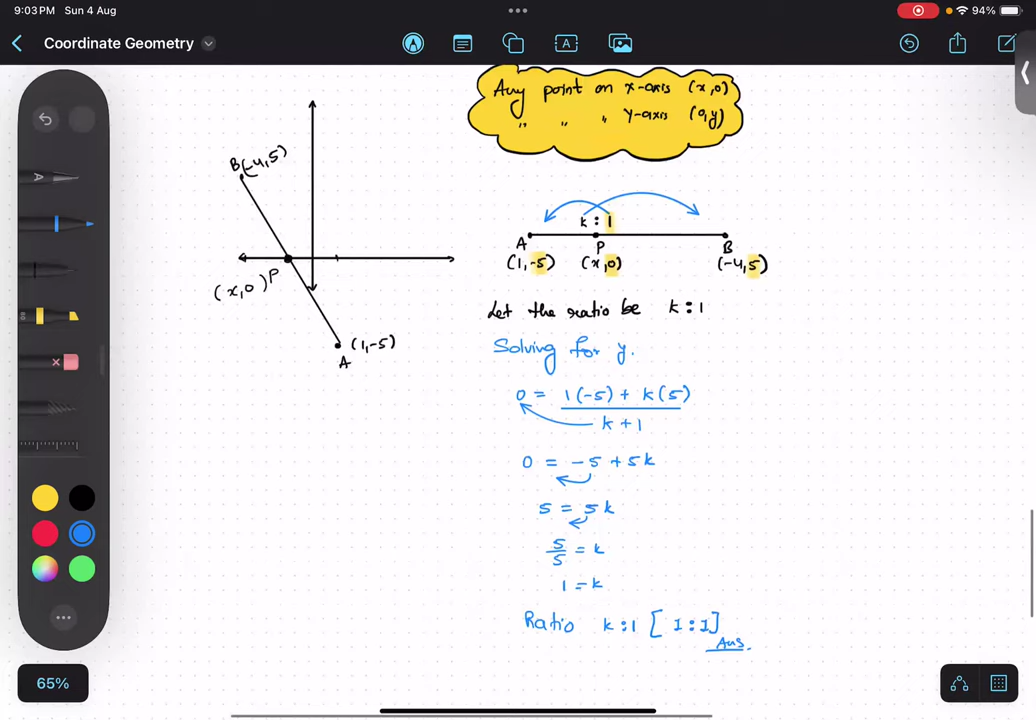 9:03 PM Sun 4 Aug
94%
Coordinate Geometry
A
Any point on x-axis (x,0)
" " " Y-axis (0,y)
B(-4,5)
(x,0) P
(1,-5)
A
k : 1
A P B
(1,-5) (x,0) (-4,5)
Let the ratio be k : 1
Solving for y.
0 = 1(-5) + k(5)
k + 1
0 = -5 + 5k
5 = 5k
5/5 = k
1 = k
Ratio k:1 [1:1]
Ans.
80
65%